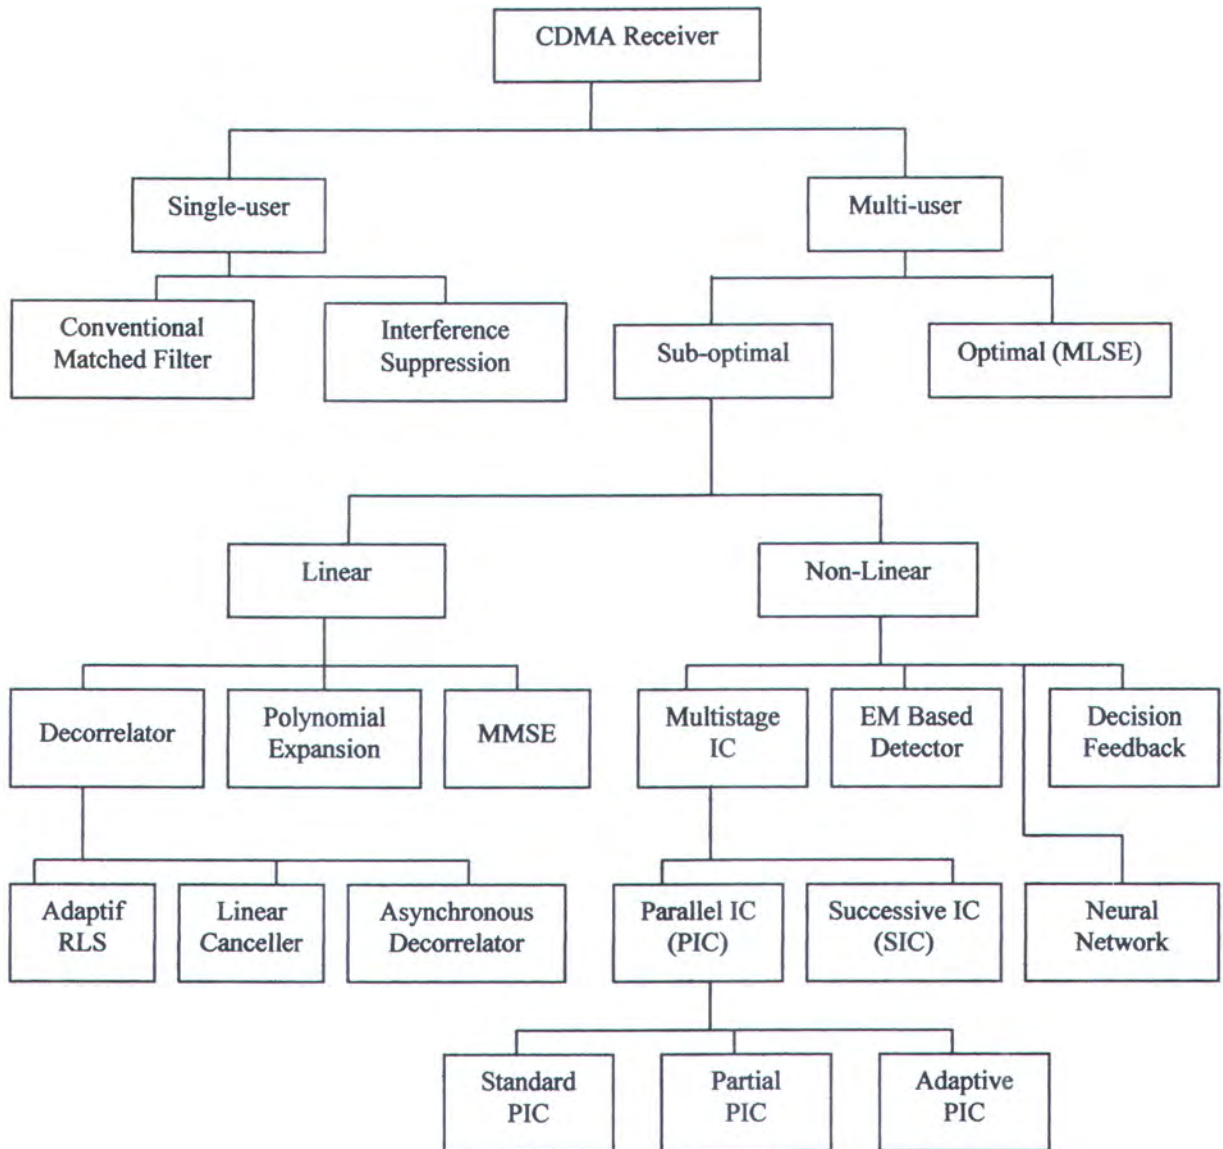 CDMA Receiver
Single-user
Multi-user
Conventional
Matched Filter
Interference
Suppression
Sub-optimal
Optimal (MLSE)
Linear
Non-Linear
Decorrelator
Polynomial
Expansion
MMSE
Multistage
IC
EM Based
Detector
Decision
Feedback
Adaptif
RLS
Linear
Canceller
Asynchronous
Decorrelator
Parallel IC
(PIC)
Successive IC
(SIC)
Neural
Network
Standard
PIC
Partial
PIC
Adaptive
PIC